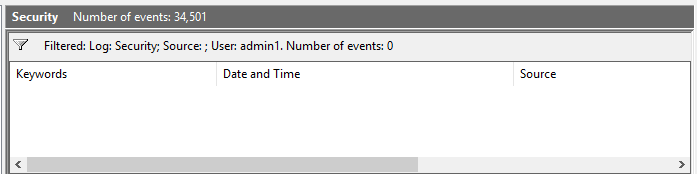 Security Number of events: 34,501
Filtered: Log: Security; Source: ; User: admin1. Number of events: 0
Keywords Date and Time Source